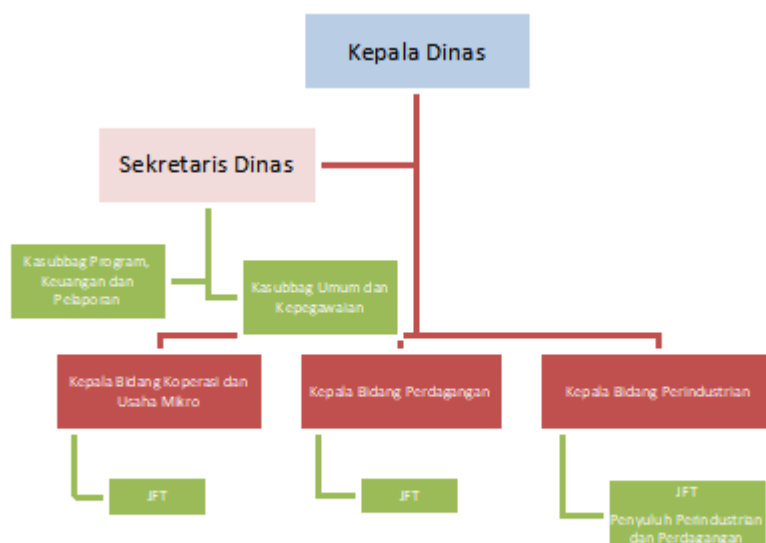 Kepala Dinas
Sekretaris Dinas
Kasubbag Program,
Keuangan dan
Pelaporan
Kasubbag Umum dan
Kepegawaian
Kepala Bidang Koperasi dan
Usaha Mikro
Kepala Bidang Perdagangan
Kepala Bidang Perindustrian
JFT
JFT
JFT
Penyuluh Perindustrian
dan Perdagangan